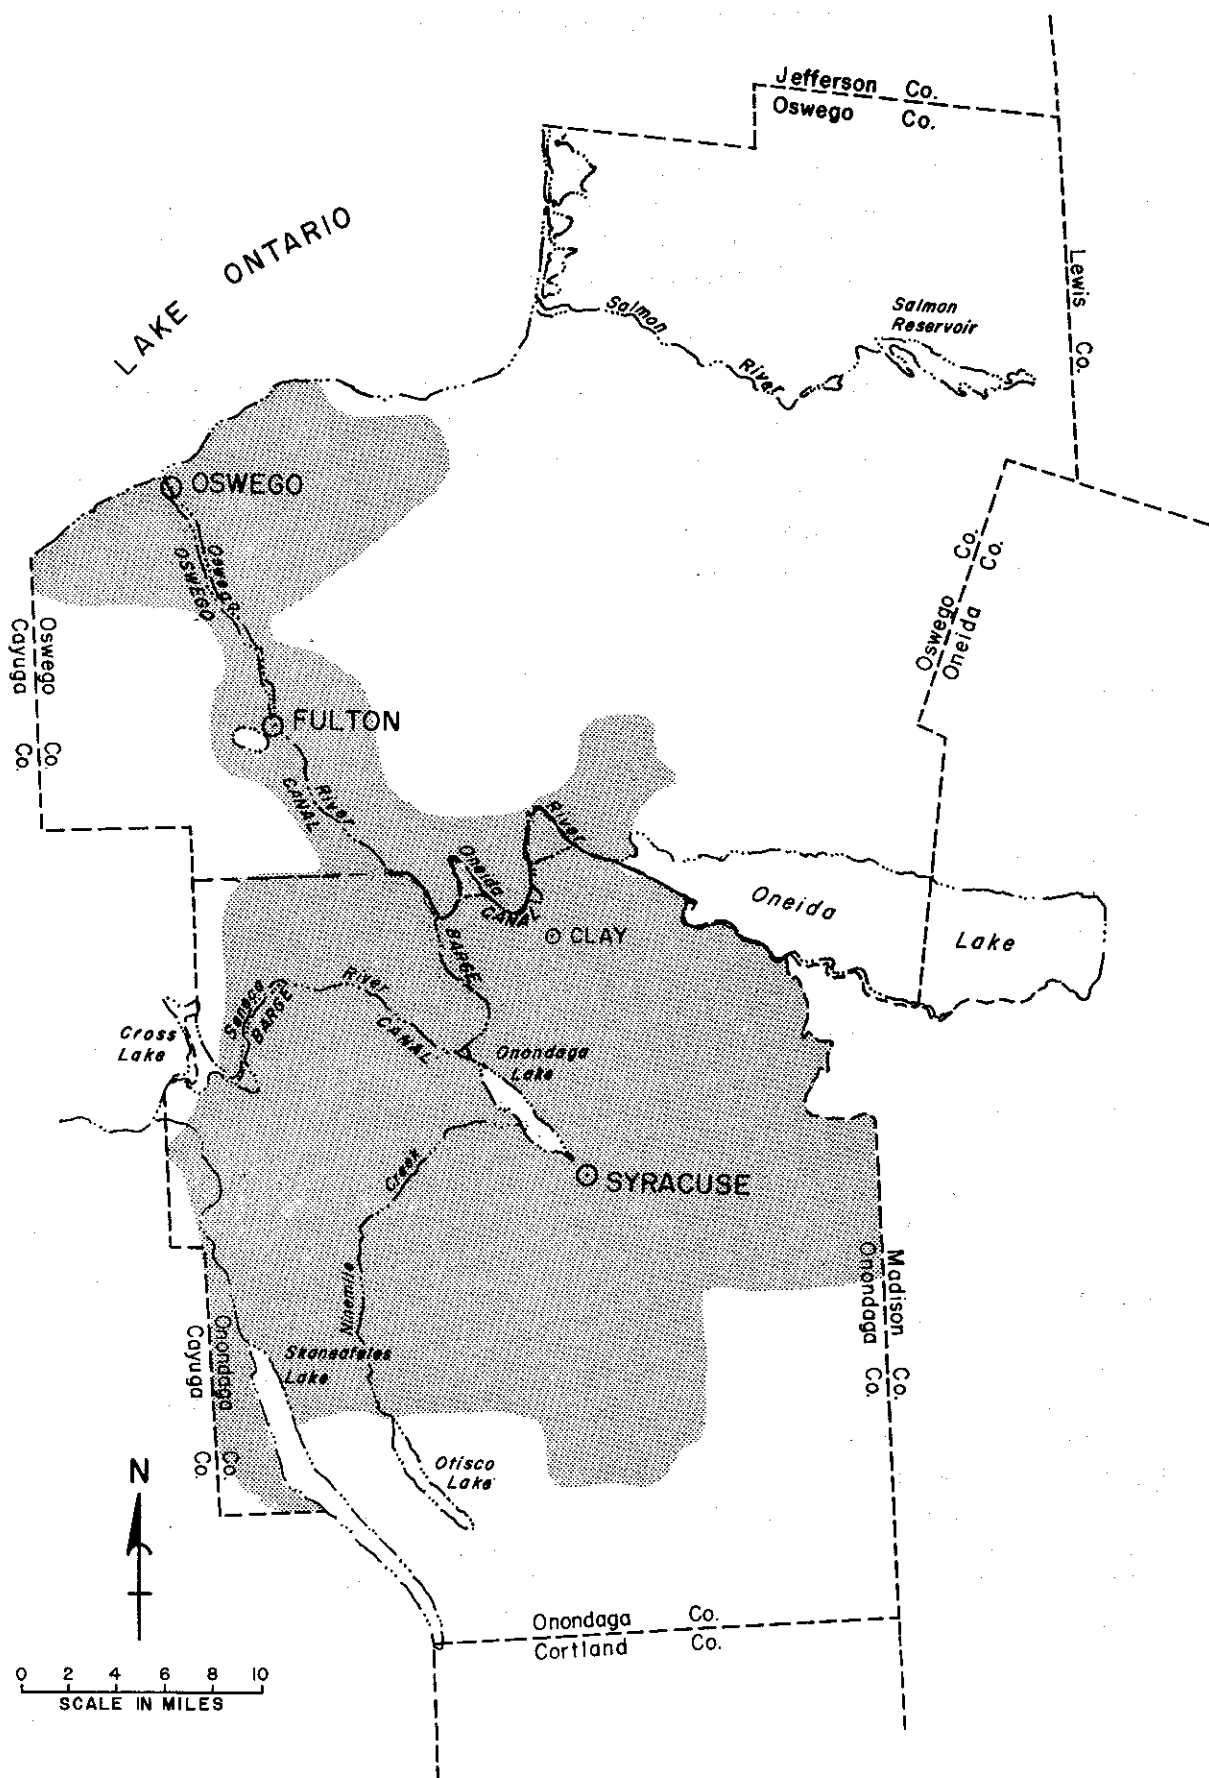 Jefferson Co.
Oswego Co.
LAKE ONTARIO
Lewis Co.
Salmon
Reservoir
Salmon River
OSWEGO
Oswego
OSWEGO
Oswego Co.
Oneida Co.
Oswego Co.
Cayuga Co.
FULTON
River
CANAL
River
Oneida
CANAL
Oneida
Lake
CLAY
BARGE
River
Seneca
BARGE
CANAL
Cross
Lake
Onondaga
Lake
Creek
SYRACUSE
Ninemile
Madison Co.
Onondaga Co.
Onondaga Co.
Cayuga Co.
Skaneateles
Lake
Otisco
Lake
N
Onondaga Co.
Cortland Co.
0 2 4 6 8 10
SCALE IN MILES